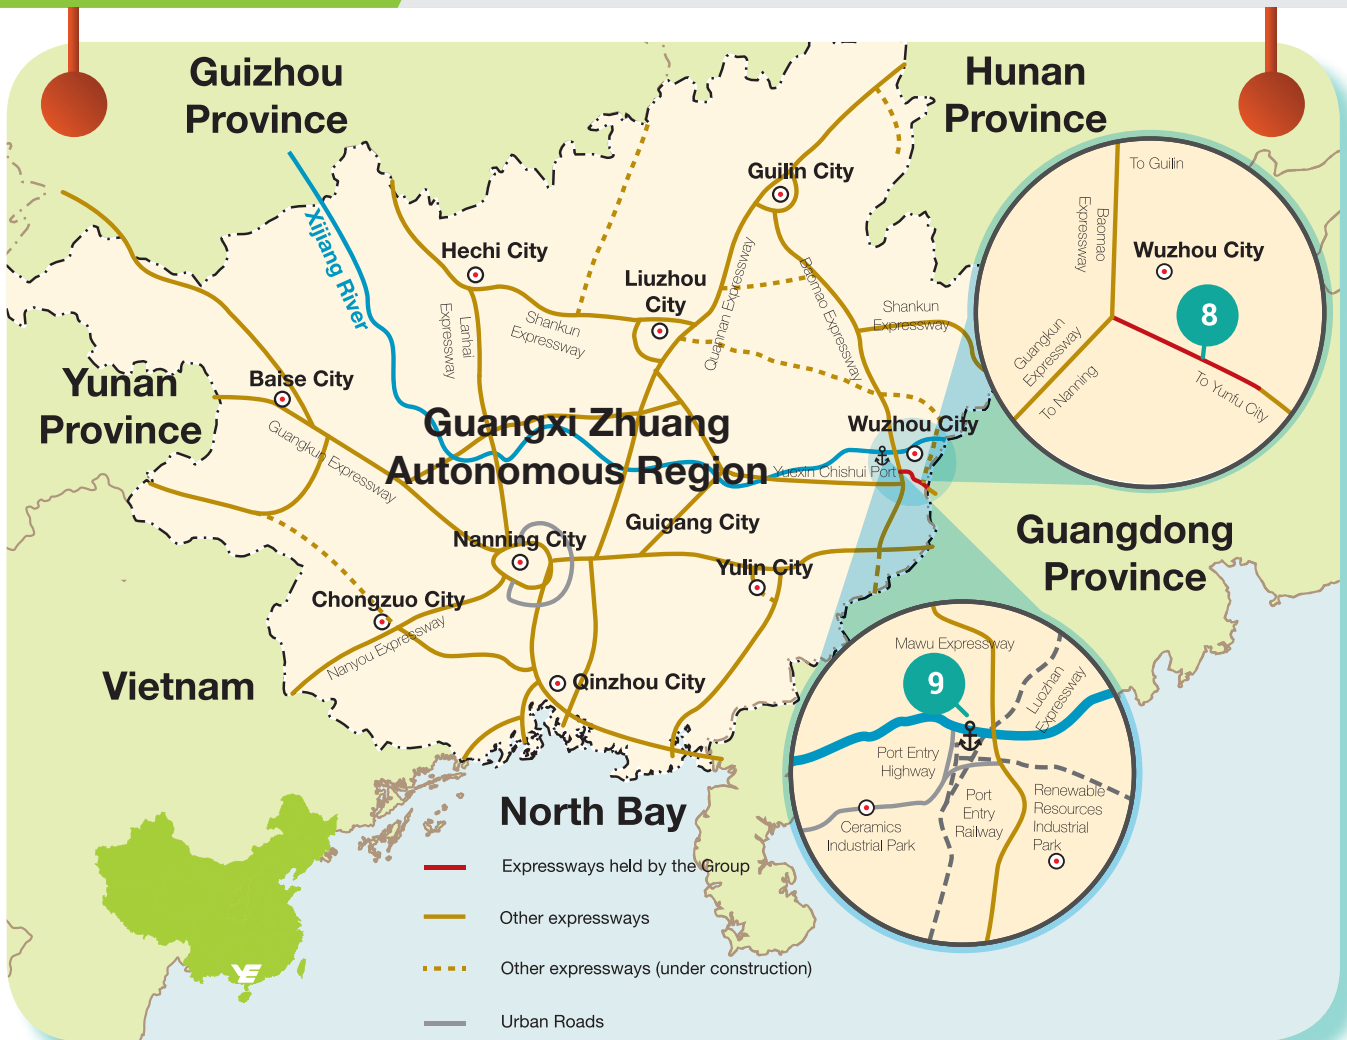 Guizhou
Province
Hunan
Province
To Guilin
Guilin City
Baomao
Expressway
Wuzhou City
Xijiang River
Hechi City
Liuzhou
City
Quannan Expressway
Baomao Expressway
Shankun
Expressway
8
Lanhai
Expressway
Shankun
Expressway
Guangkun
Expressway
To Nanning
To Yunfu City
Yunan
Province
Baise City
Guangxi Zhuang
Autonomous Region
Wuzhou City
Guangkun Expressway
Yuexin Chishui Port
Guigang City
Guangdong
Province
Nanning City
Yulin City
Chongzuo City
Nanyou Expressway
Vietnam
Qinzhou City
Mawu Expressway
9
Luozhan
Expressway
Port Entry
Highway
Port
Entry
Railway
Renewable
Resources
Industrial
Park
Ceramics
Industrial Park
North Bay
Expressways held by the Group
Other expressways
Other expressways (under construction)
Urban Roads
YE